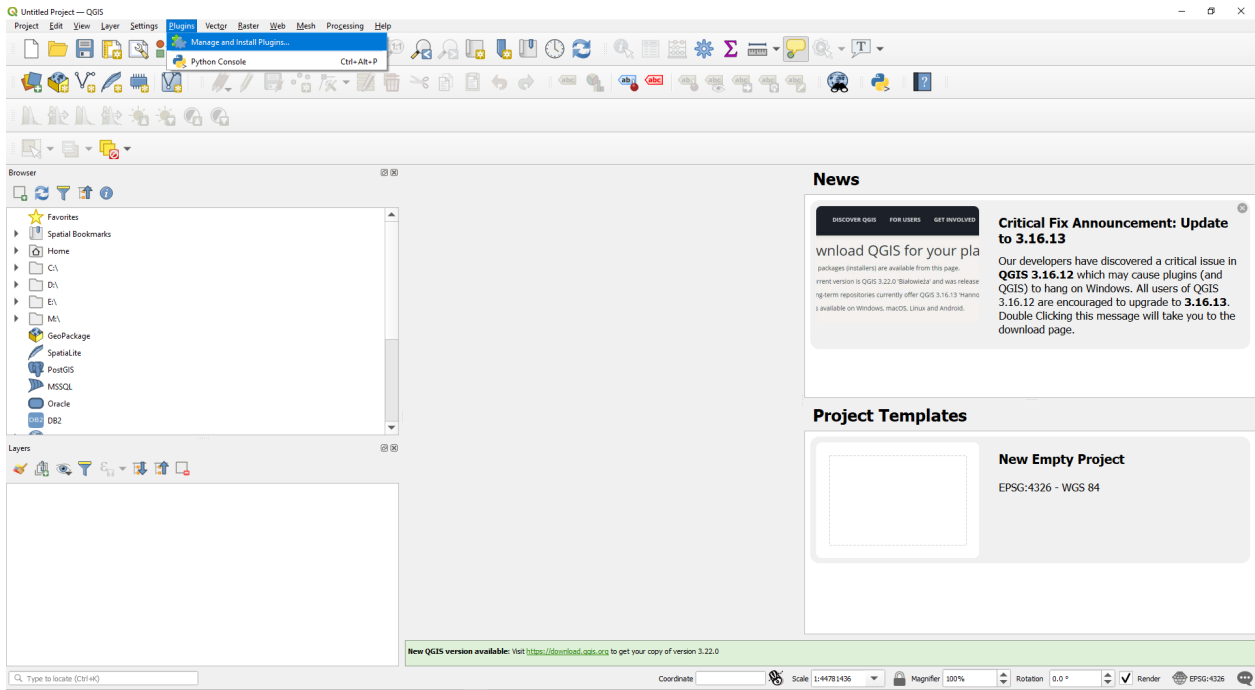 Untitled Project — QGIS
Project Edit View Layer Settings Plugins Vector Raster Web Mesh Processing Help
Manage and Install Plugins...
Python Console Ctrl+Alt+P
Browser
Favorites
Spatial Bookmarks
Home
C:\
D:\
E:\
M:\
GeoPackage
SpatiaLite
PostGIS
MSSQL
Oracle
DB2
Layers
News
DISCOVER QGIS FOR USERS GET INVOLVED
wnload QGIS for your pla
packages (installers) are available from this page.
rrent version is QGIS 3.22.0 'Białowieża' and was release
ng-term repositories currently offer QGIS 3.16.13 'Hanno
s available on Windows, macOS, Linux and Android.
Critical Fix Announcement: Update
to 3.16.13
Our developers have discovered a critical issue in
QGIS 3.16.12 which may cause plugins (and
QGIS) to hang on Windows. All users of QGIS
3.16.12 are encouraged to upgrade to 3.16.13.
Double Clicking this message will take you to the
download page.
Project Templates
New Empty Project
EPSG:4326 - WGS 84
New QGIS version available: Visit https://download.qgis.org to get your copy of version 3.22.0
Type to locate (Ctrl+K) Coordinate Scale 1:44781436 Magnifier 100% Rotation 0.0 ° Render EPSG:4326